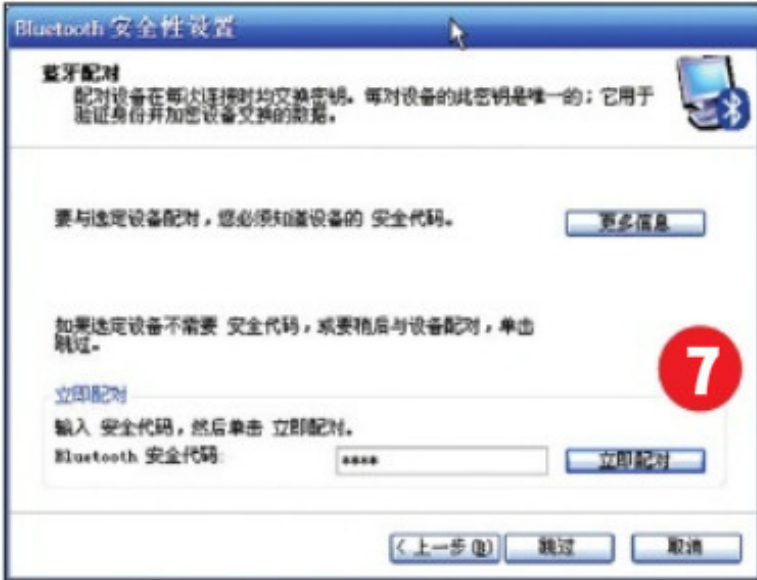 Bluetooth 安全性设置
蓝牙配对
配对设备在每次连接时均交换密钥。每对设备的此密钥是唯一的；它用于
验证身份并加密设备交换的数据。
要与选定设备配对，您必须知道设备的 安全代码。
更多信息
如果选定设备不需要 安全代码，或要稍后与设备配对，单击
跳过。
7
立即配对
输入 安全代码，然后单击 立即配对。
Bluetooth 安全代码:
****
立即配对
< 上一步(B)
跳过
取消